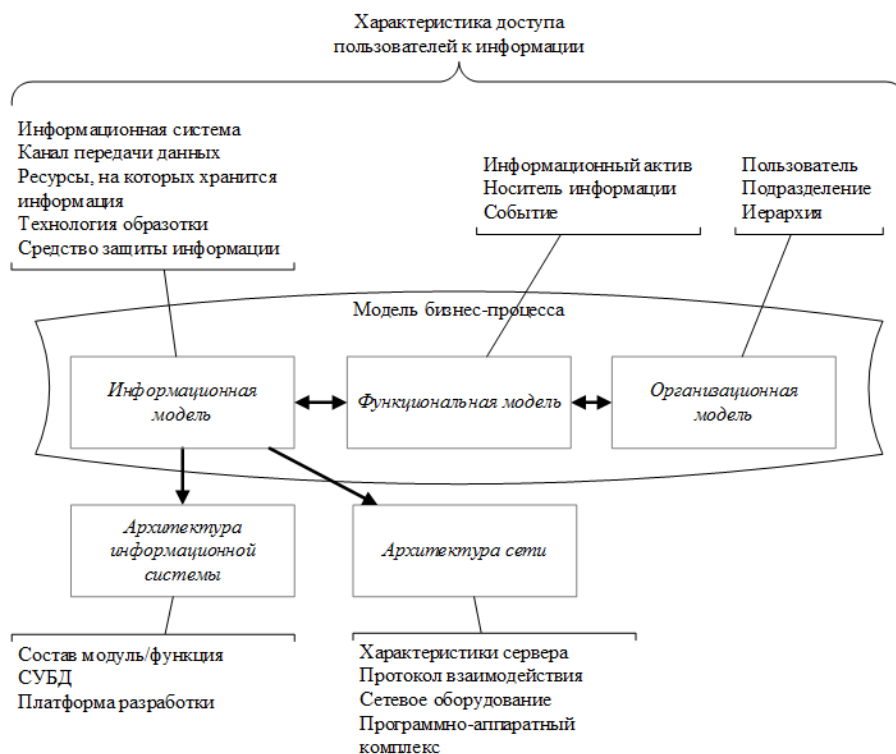 Характеристика доступа
пользователей к информации
Информационная система
Канал передачи данных
Ресурсы, на которых хранится
информация
Технология образотки
Средство защиты информации
Информационный актив
Носитель информации
Событие
Пользователь
Подразделение
Иерархия
Модель бизнес-процесса
Информационная
модель
Функциональная модель
Организационная
модель
Архитектура
информационной
системы
Архитектура сети
Состав модуль/функция
СУБД
Платформа разработки
Характеристики сервера
Протокол взаимодействия
Сетевое оборудование
Программно-аппаратный
комплекс